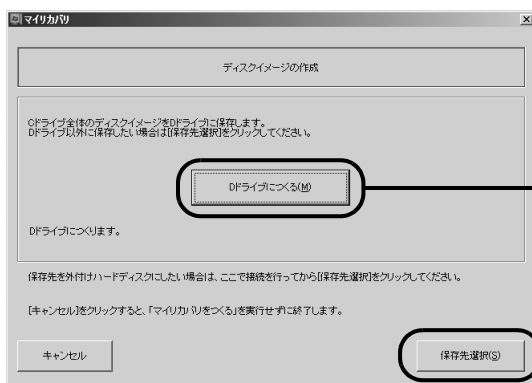 マイリカバリ
ディスクイメージの作成
Cドライブ全体のディスクイメージをDドライブに保存します。
Dドライブ以外に保存したい場合は[保存先選択]をクリックしてください。
Dドライブにつくる(M)
Dドライブにつくります。
保存先を外付けハードディスクにしたい場合は、ここで接続を行ってから[保存先選択]をクリックしてください。
[キャンセル]をクリックすると、「マイリカバリをつくる」を実行せずに終了します。
キャンセル
保存先選択(S)